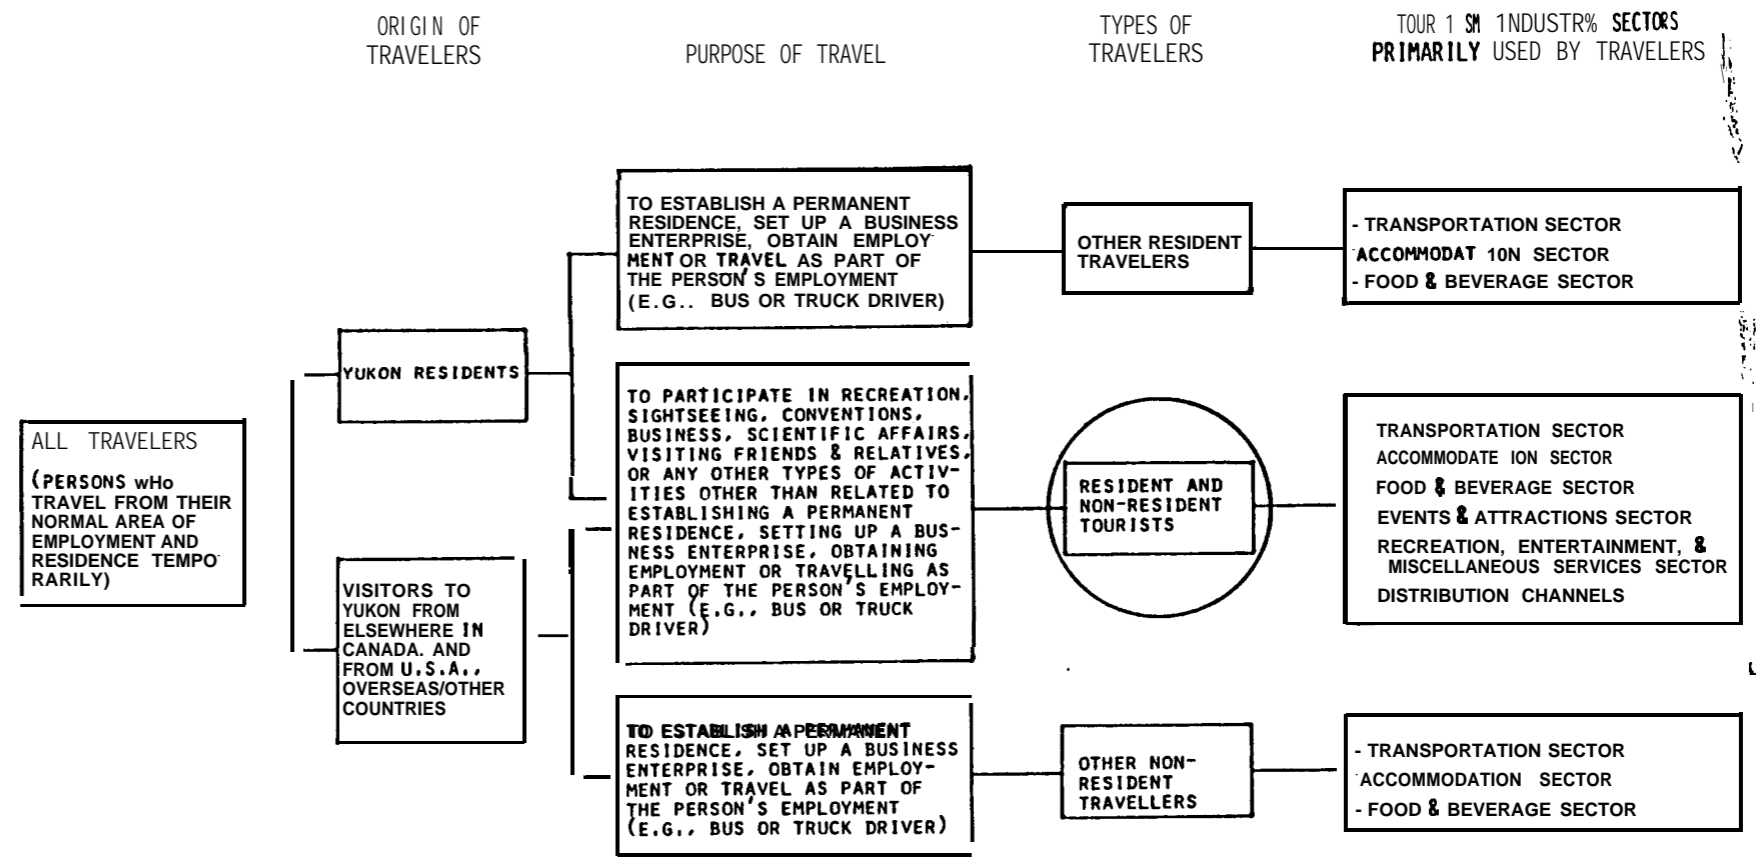 ORIGIN OF
TRAVELERS
PURPOSE OF TRAVEL
TYPES OF
TRAVELERS
TOUR 1 SM 1NDUSTR% SECTORS
PRIMARILY USED BY TRAVELERS
ALL TRAVELERS
(PERSONS wHo
TRAVEL FROM THEIR
NORMAL AREA OF
EMPLOYMENT AND
RESIDENCE TEMPO
RARILY)
YUKON RESIDENTS
VISITORS TO
YUKON FROM
ELSEWHERE IN
CANADA. AND
FROM U.S.A.,
OVERSEAS/OTHER
COUNTRIES
TO ESTABLISH A PERMANENT
RESIDENCE, SET UP A BUSINESS
ENTERPRISE, OBTAIN EMPLOY
MENT OR TRAVEL AS PART OF
THE PERSON'S EMPLOYMENT
(E.G.. BUS OR TRUCK DRIVER)
TO PARTICIPATE IN RECREATION,
SIGHTSEEING, CONVENTIONS,
BUSINESS, SCIENTIFIC AFFAIRS,
VISITING FRIENDS & RELATIVES,
OR ANY OTHER TYPES OF ACTIV-
ITIES OTHER THAN RELATED TO
ESTABLISHING A PERMANENT
RESIDENCE, SETTING UP A BUS-
NESS ENTERPRISE, OBTAINING
EMPLOYMENT OR TRAVELLING AS
PART OF THE PERSON'S EMPLOY-
MENT (E.G., BUS OR TRUCK
DRIVER)
TO ESTABLISH A PERMANENT
RESIDENCE, SET UP A BUSINESS
ENTERPRISE, OBTAIN EMPLOY-
MENT OR TRAVEL AS PART OF
THE PERSON'S EMPLOYMENT
(E.G., BUS OR TRUCK DRIVER)
OTHER RESIDENT
TRAVELERS
RESIDENT AND
NON-RESIDENT
TOURISTS
OTHER NON-
RESIDENT
TRAVELLERS
- TRANSPORTATION SECTOR
-ACCOMMODAT 10N SECTOR
- FOOD & BEVERAGE SECTOR
TRANSPORTATION SECTOR
ACCOMMODATE ION SECTOR
FOOD & BEVERAGE SECTOR
EVENTS & ATTRACTIONS SECTOR
RECREATION, ENTERTAINMENT, &
MISCELLANEOUS SERVICES SECTOR
DISTRIBUTION CHANNELS
- TRANSPORTATION SECTOR
-ACCOMMODATION SECTOR
- FOOD & BEVERAGE SECTOR